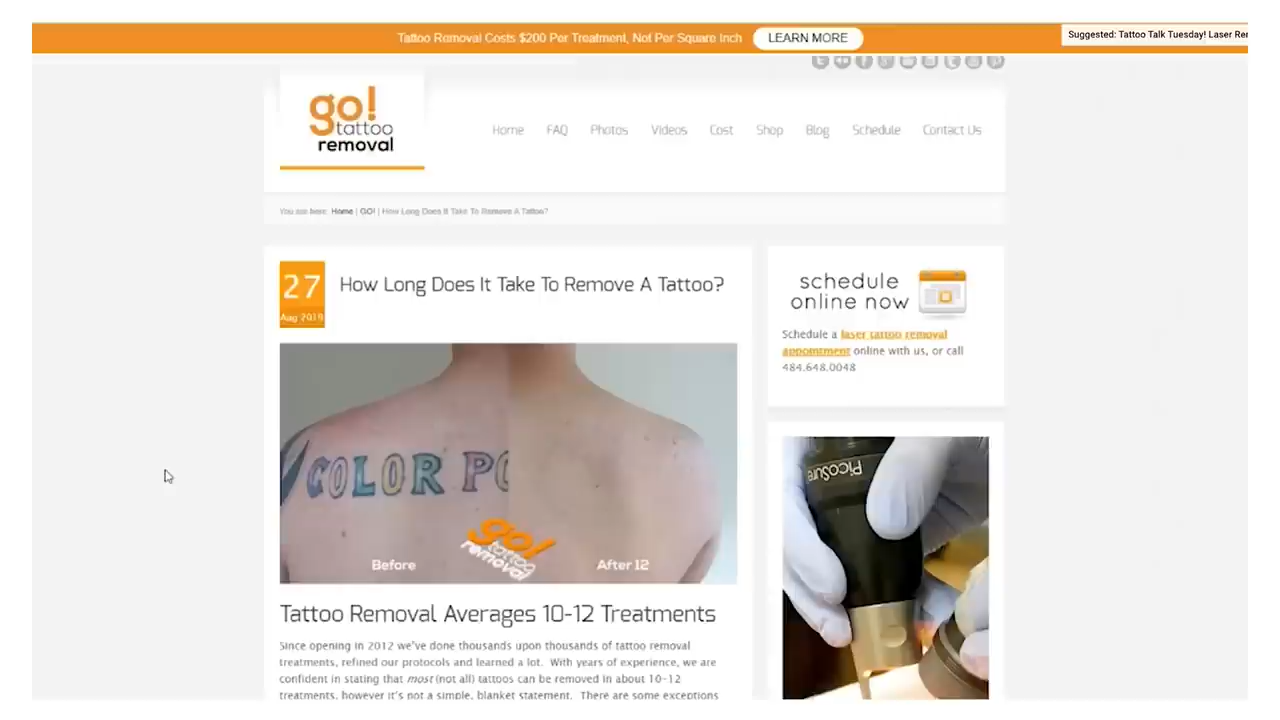 Tattoo Removal Costs $200 Per Treatment, Not Per Square Inch
LEARN MORE
Suggested: Tattoo Talk Tuesday! Laser
go!
tattoo
removal
Home FAQ Photos Videos Cost Shop Blog Schedule Contact Us
You are here: Home | GO! | How Long Does It Take To Remove A Tattoo?
27
Aug 2019
How Long Does It Take To Remove A Tattoo?
COLOR PO
go!
tattoo
removal
Before
After 12
Tattoo Removal Averages 10-12 Treatments
Since opening in 2012 we've done thousands upon thousands of tattoo removal
treatments, refined our protocols and learned a lot. With years of experience, we are
confident in stating that most (not all) tattoos can be removed in about 10-12
treatments, however it's not a simple, blanket statement. There are some exceptions
schedule
online now
Schedule a laser tattoo removal
appointment online with us, or call
484.648.0048
PicoSure